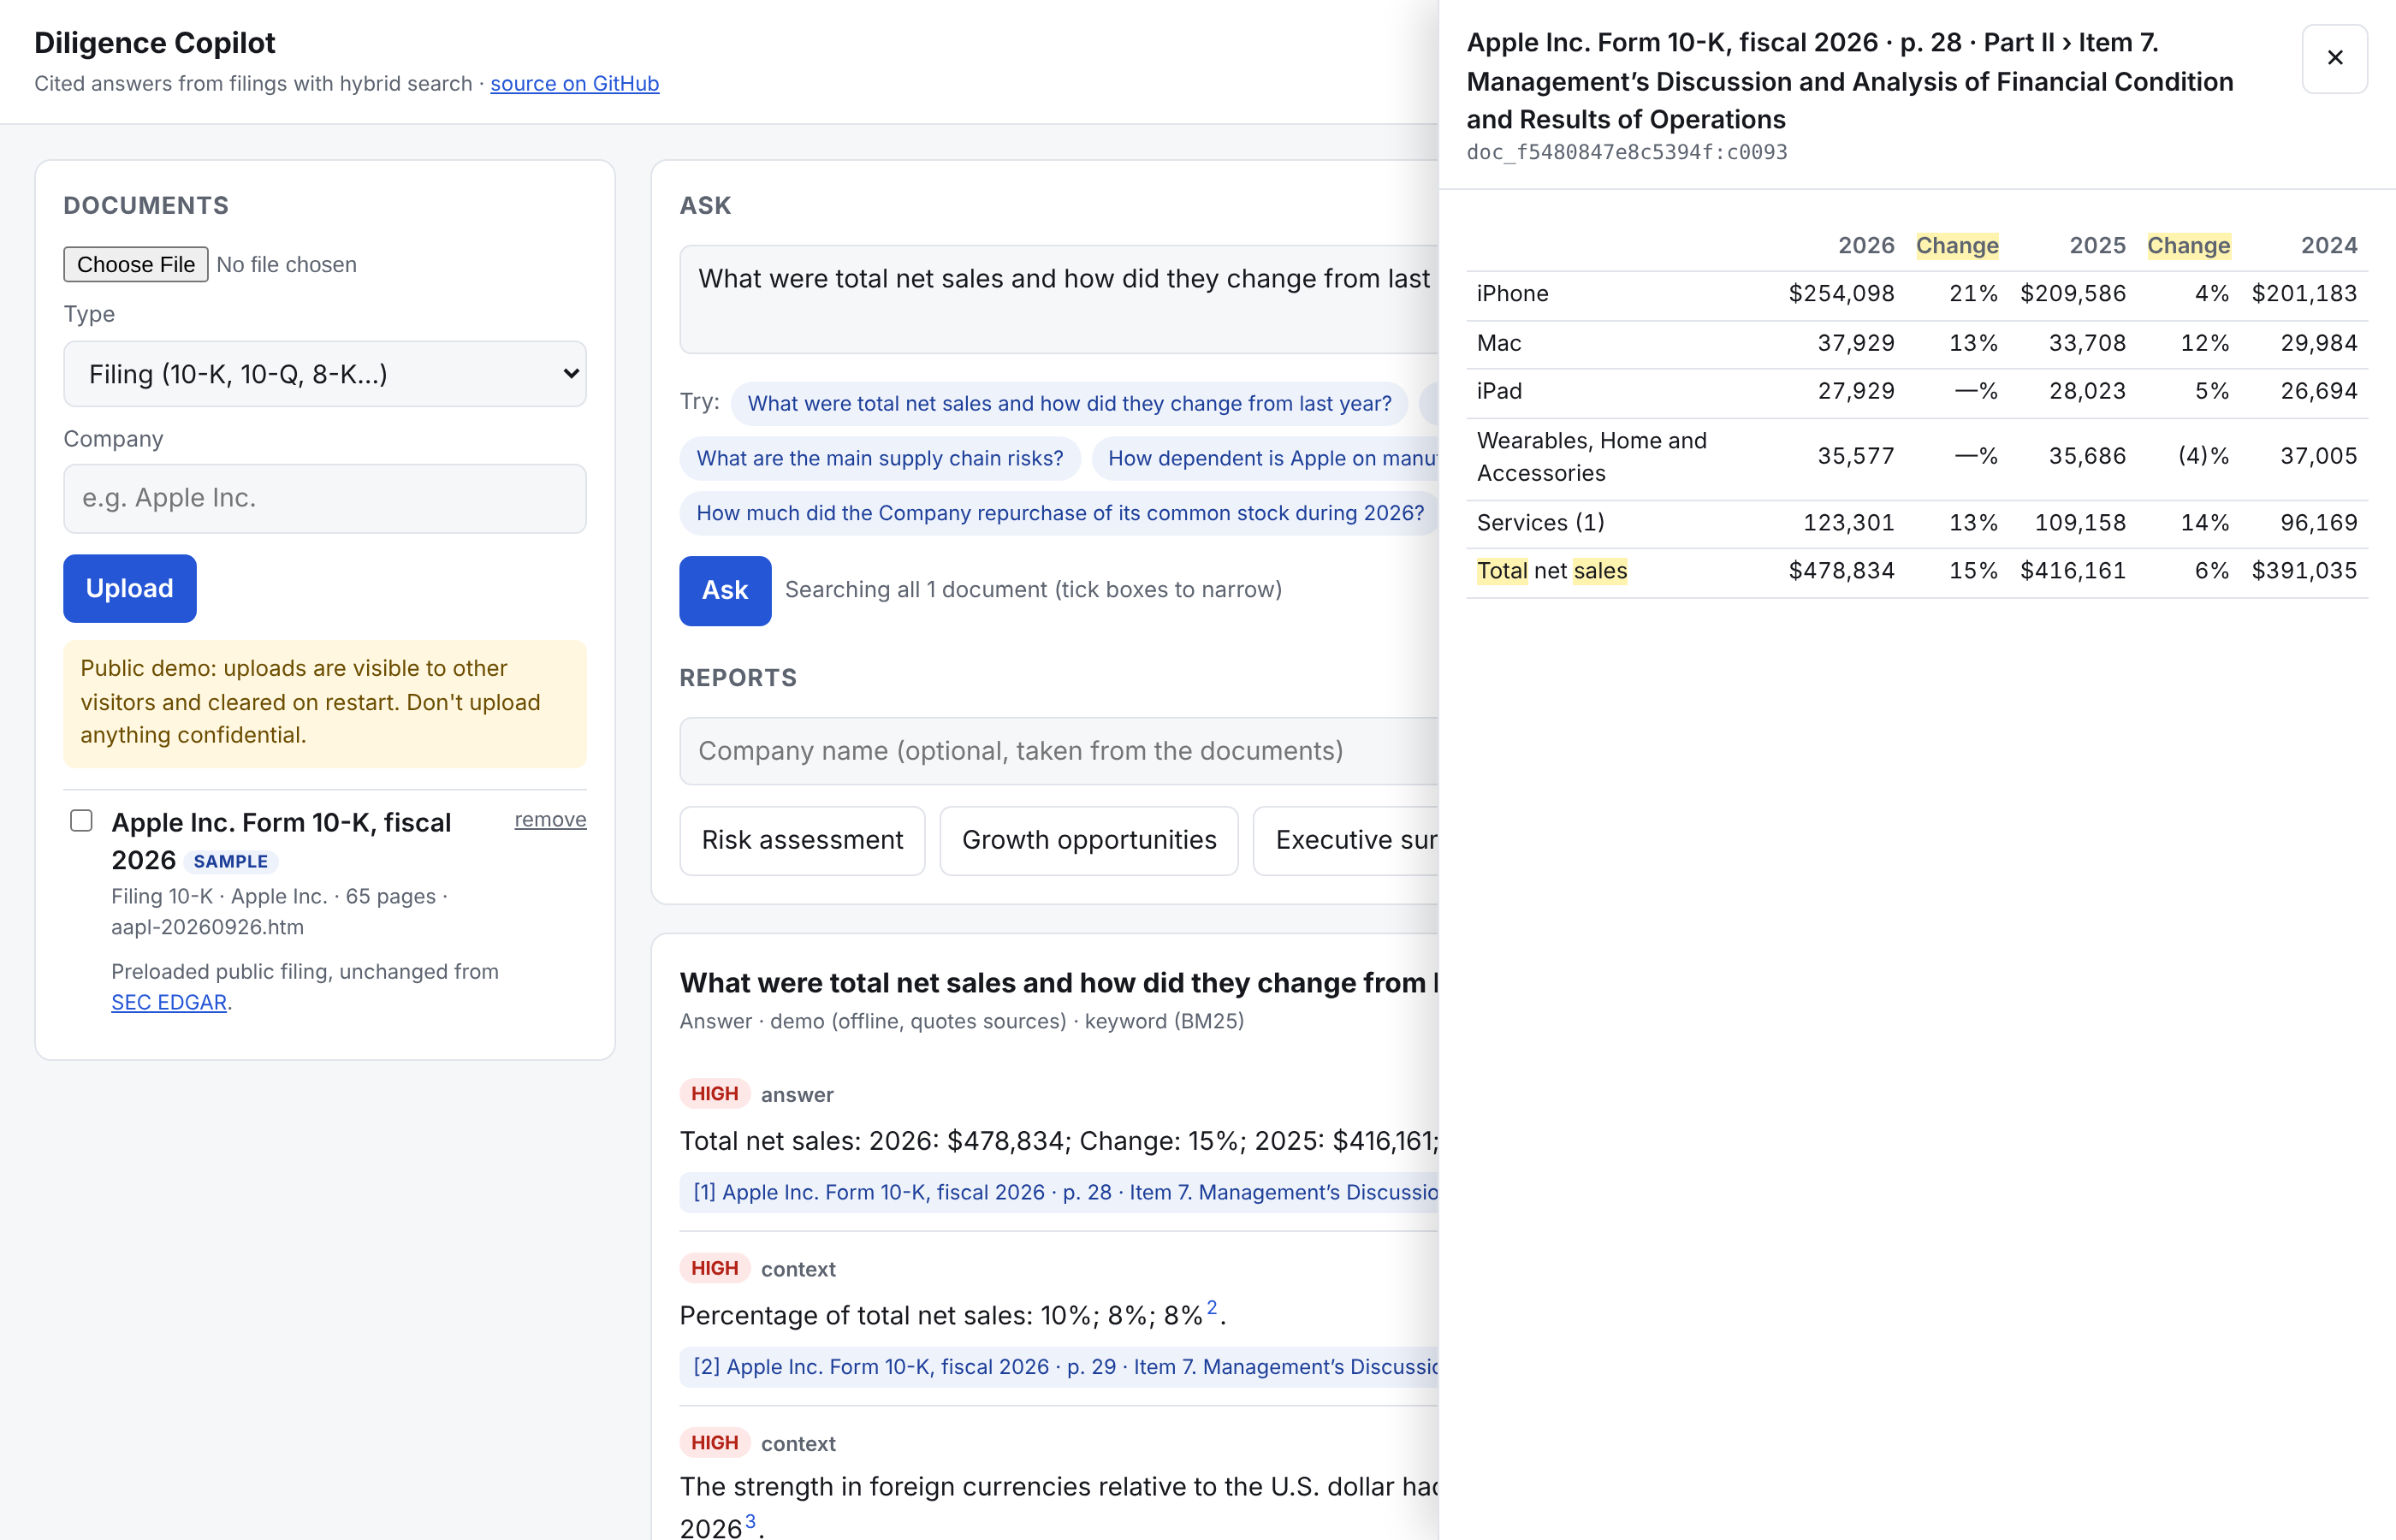 Diligence Copilot
Cited answers from filings with hybrid search · source on GitHub
DOCUMENTS
Choose File No file chosen
Type
Filing (10-K, 10-Q, 8-K...)
Company
e.g. Apple Inc.
Upload
Public demo: uploads are visible to other
visitors and cleared on restart. Don't upload
anything confidential.
Apple Inc. Form 10-K, fiscal
2026 SAMPLE
remove
Filing 10-K · Apple Inc. · 65 pages ·
aapl-20260926.htm
Preloaded public filing, unchanged from
SEC EDGAR.
ASK
What were total net sales and how did they change from last
Try: What were total net sales and how did they change from last year?
What are the main supply chain risks? How dependent is Apple on manu
How much did the Company repurchase of its common stock during 2026?
Ask Searching all 1 document (tick boxes to narrow)
REPORTS
Company name (optional, taken from the documents)
Risk assessment Growth opportunities Executive sur
What were total net sales and how did they change from
Answer · demo (offline, quotes sources) · keyword (BM25)
HIGH answer
Total net sales: 2026: $478,834; Change: 15%; 2025: $416,161;
[1] Apple Inc. Form 10-K, fiscal 2026 · p. 28 · Item 7. Management’s Discussio
HIGH context
Percentage of total net sales: 10%; 8%; 8% 2.
[2] Apple Inc. Form 10-K, fiscal 2026 · p. 29 · Item 7. Management’s Discussio
HIGH context
The strength in foreign currencies relative to the U.S. dollar had
2026 3.
Apple Inc. Form 10-K, fiscal 2026 · p. 28 · Part II › Item 7.
Management’s Discussion and Analysis of Financial Condition
and Results of Operations
doc_f5480847e8c5394f:c0093
×
2026 Change 2025 Change 2024
iPhone $254,098 21% $209,586 4% $201,183
Mac 37,929 13% 33,708 12% 29,984
iPad 27,929 —% 28,023 5% 26,694
Wearables, Home and
Accessories 35,577 —% 35,686 (4)% 37,005
Services (1) 123,301 13% 109,158 14% 96,169
Total net sales $478,834 15% $416,161 6% $391,035